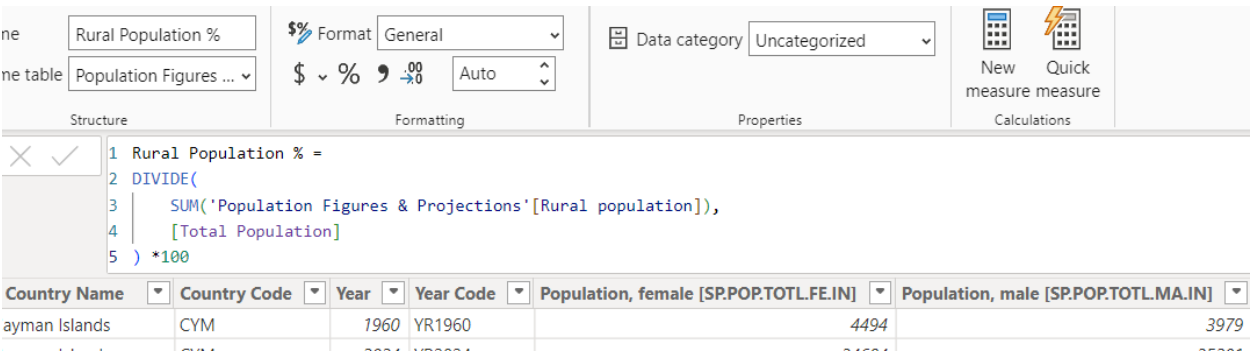 me Rural Population % $% Format General Data category Uncategorized New measure Quick measure
me table Population Figures ... $ % 9 .00 →0 Auto
Structure Formatting Properties Calculations
1 Rural Population % =
2 DIVIDE(
3 SUM('Population Figures & Projections'[Rural population]),
4 [Total Population]
5 ) *100
Country Name Country Code Year Year Code Population, female [SP.POP.TOTL.FE.IN] Population, male [SP.POP.TOTL.MA.IN]
ayman Islands CYM 1960 YR1960 4494 3979